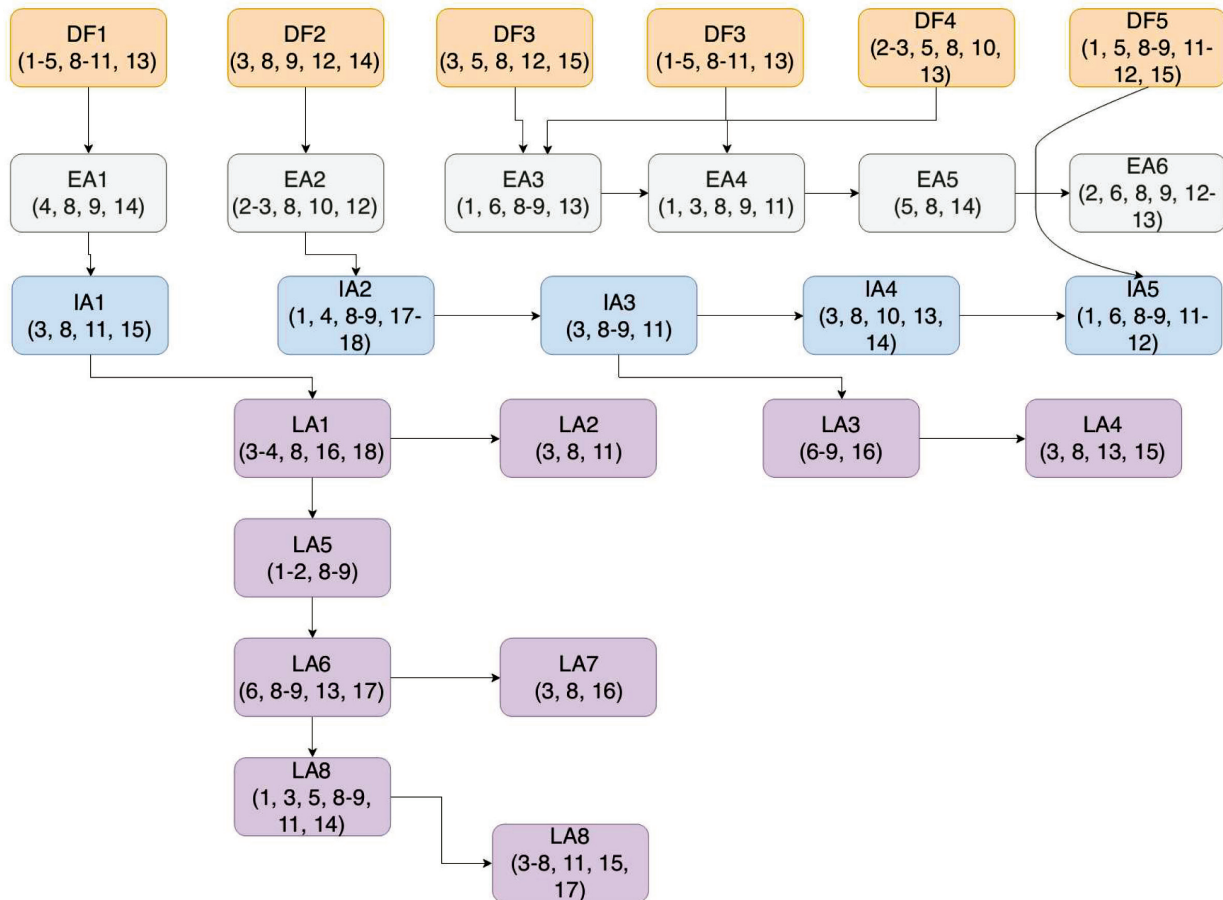 DF1
(1-5, 8-11, 13)
DF2
(3, 8, 9, 12, 14)
DF3
(3, 5, 8, 12, 15)
DF3
(1-5, 8-11, 13)
DF4
(2-3, 5, 8, 10,
13)
DF5
(1, 5, 8-9, 11-
12, 15)
EA1
(4, 8, 9, 14)
EA2
(2-3, 8, 10, 12)
EA3
(1, 6, 8-9, 13)
EA4
(1, 3, 8, 9, 11)
EA5
(5, 8, 14)
EA6
(2, 6, 8, 9, 12-
13)
IA1
(3, 8, 11, 15)
IA2
(1, 4, 8-9, 17-
18)
IA3
(3, 8-9, 11)
IA4
(3, 8, 10, 13,
14)
IA5
(1, 6, 8-9, 11-
12)
LA1
(3-4, 8, 16, 18)
LA2
(3, 8, 11)
LA3
(6-9, 16)
LA4
(3, 8, 13, 15)
LA5
(1-2, 8-9)
LA6
(6, 8-9, 13, 17)
LA7
(3, 8, 16)
LA8
(1, 3, 5, 8-9,
11, 14)
LA8
(3-8, 11, 15,
17)